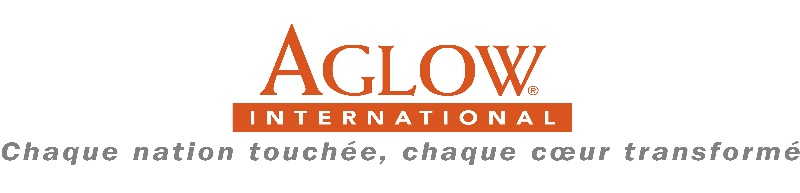 AGLOW®
INTERNATIONAL
Chaque nation touchée, chaque cœur transformé